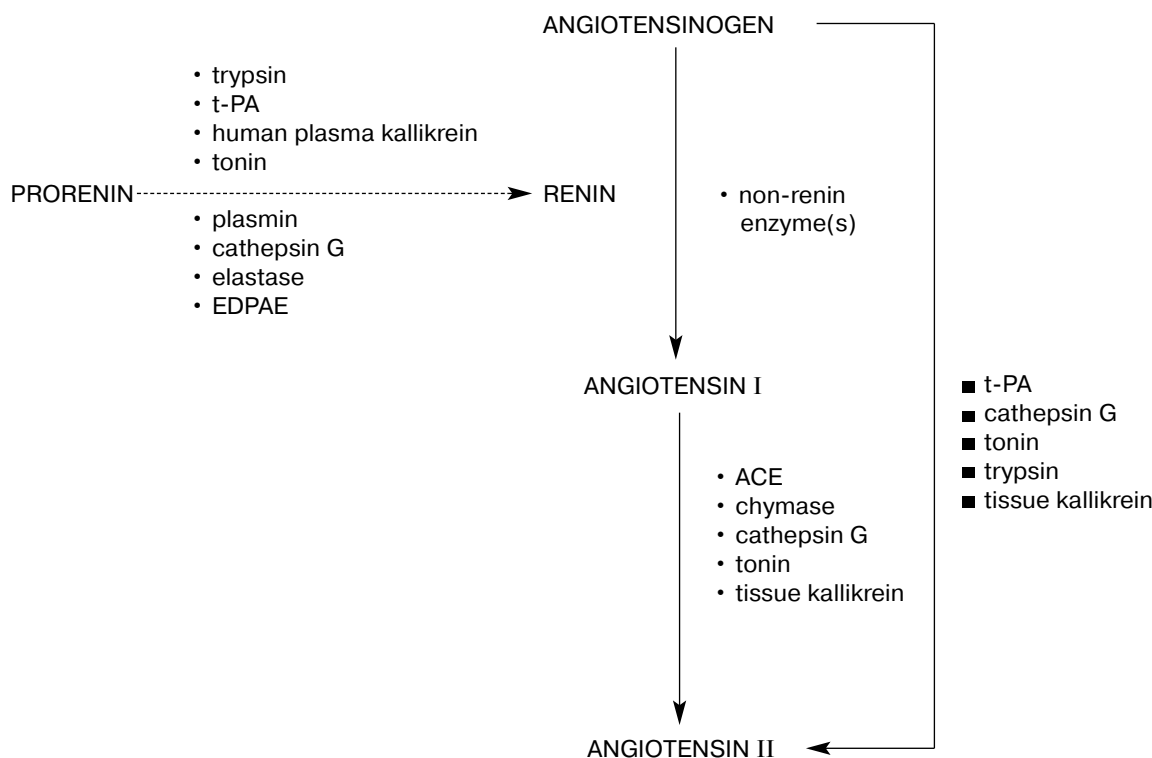 ANGIOTENSINOGEN
• trypsin
• t-PA
• human plasma kallikrein
• tonin
PRORENIN
RENIN
• plasmin
• cathepsin G
• elastase
• EDPAE
• non-renin
enzyme(s)
ANGIOTENSIN I
• ACE
• chymase
• cathepsin G
• tonin
• tissue kallikrein
■ t-PA
■ cathepsin G
■ tonin
■ trypsin
■ tissue kallikrein
ANGIOTENSIN II